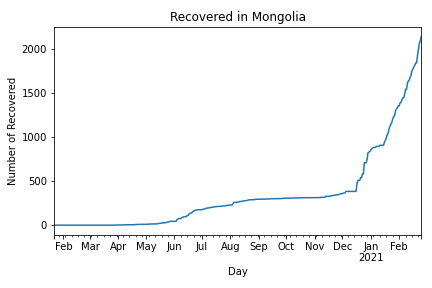 Recovered in Mongolia
Number of Recovered
2000
1500
1000
500
0
Feb Mar Apr May Jun Jul Aug Sep Oct Nov Dec Jan Feb
2021
Day